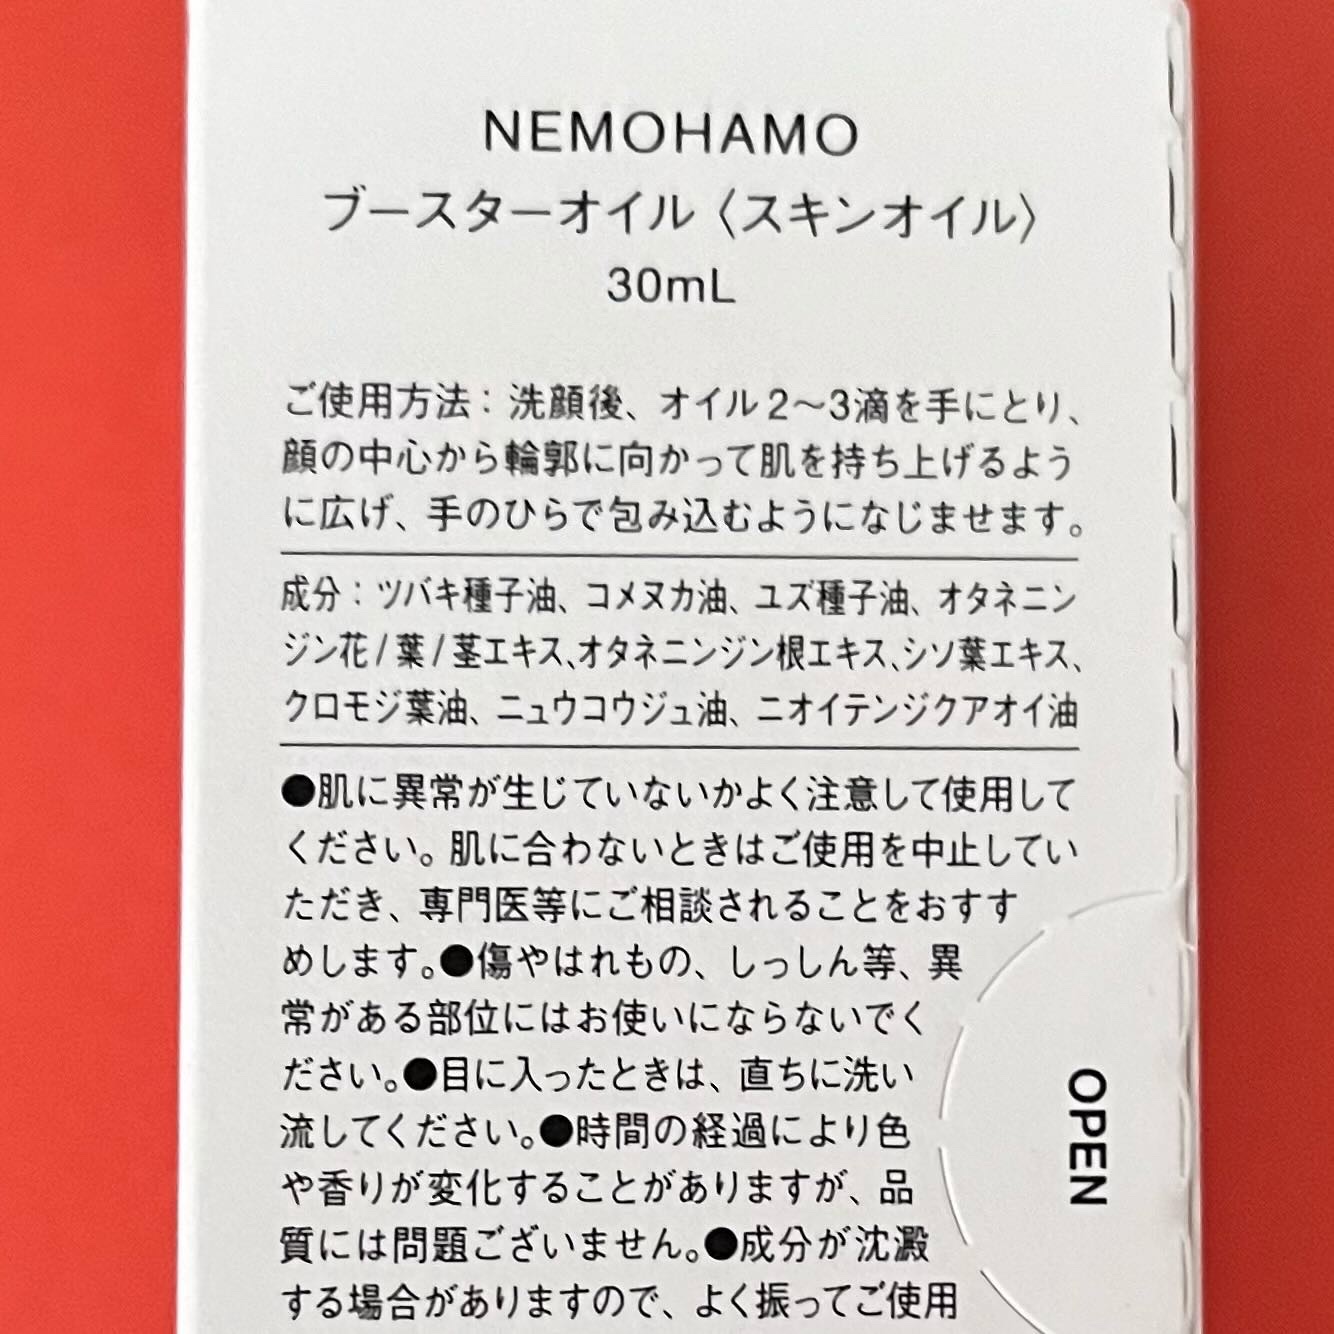 NEMOHAMO
ブースターオイル〈スキンオイル〉
30mL
ご使用方法：洗顔後、オイル2〜3滴を手にとり、
顔の中心から輪郭に向かって肌を持ち上げるよう
に広げ、手のひらで包み込むようになじませます。
成分：ツバキ種子油、コメヌカ油、ユズ種子油、オタネニン
ジン花/葉/茎エキス、オタネニンジン根エキス、シソ葉エキス、
クロモジ葉油、ニュウコウジュ油、ニオイテンジクアオイ油
●肌に異常が生じていないかよく注意して使用して
ください。肌に合わないときはご使用を中止してい
ただき、専門医等にご相談されることをおすす
めします。●傷やはれもの、しっしん等、異
常がある部位にはお使いにならないでく
ださい。●目に入ったときは、直ちに洗い
流してください。●時間の経過により色
や香りが変化することがありますが、品
質には問題ございません。●成分が沈澱
する場合がありますので、よく振ってご使用
OPEN